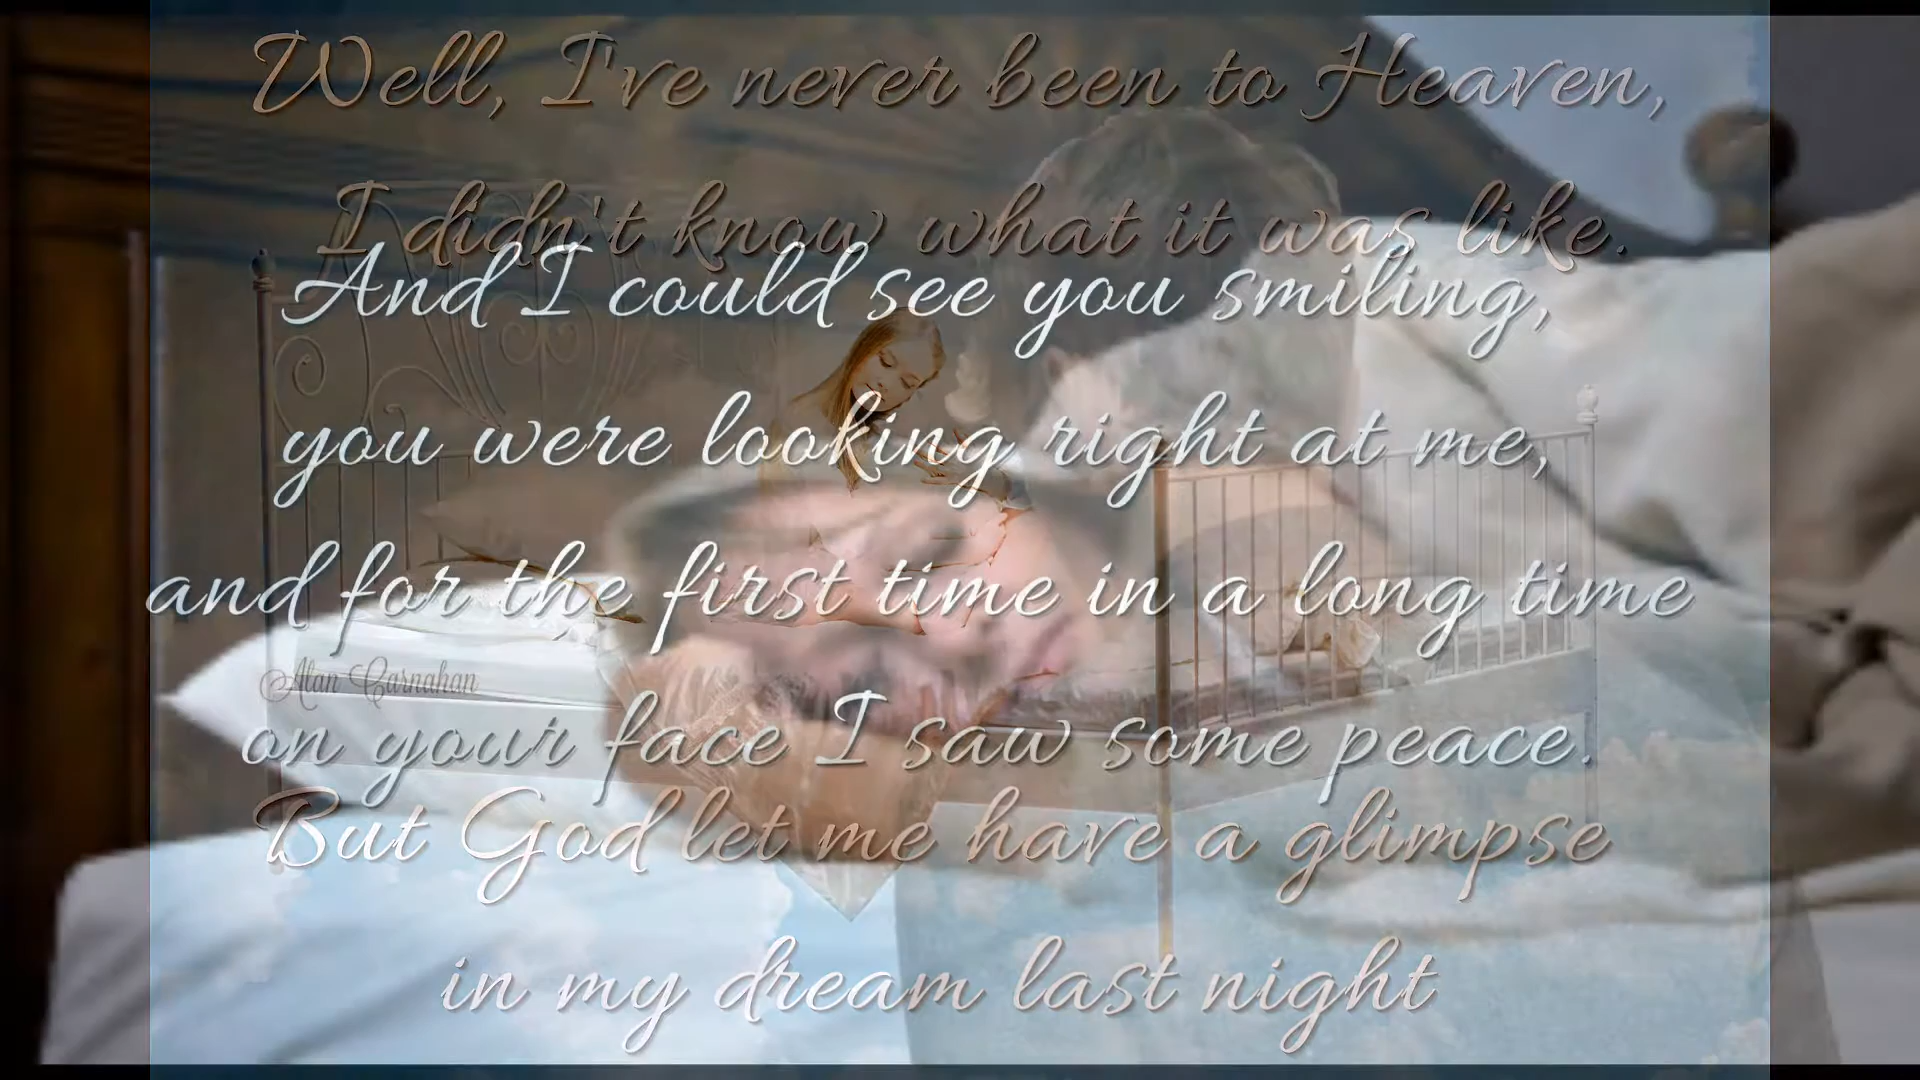 Well, I've never been to Heaven,
I didn't know what it was like.
And I could see you smiling,
you were looking right at me,
and for the first time in a long time
Alan Carnahan
on your face I saw some peace.
But God let me have a glimpse
in my dream last night